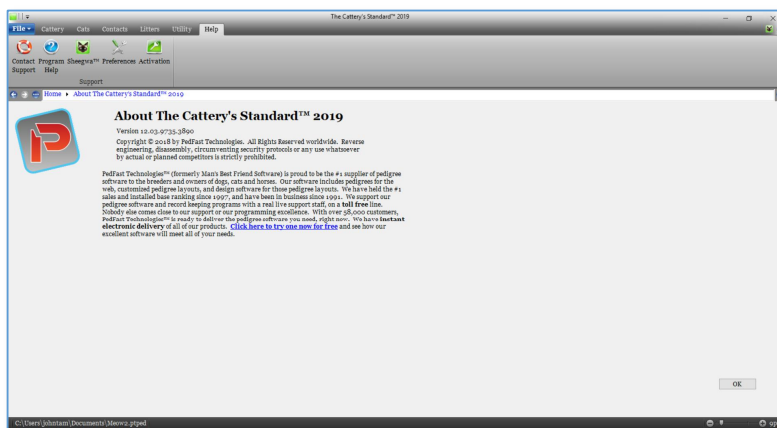 The Cattery's Standard™ 2019
File Cattery Cats Contacts Litters Utility Help
Contact Support
Program Help
Sheegwa™
Preferences
Activation
Support
Home About The Cattery's Standard™ 2019
About The Cattery's Standard™ 2019
Version 12.03.9735.3890
Copyright © 2018 by PedFast Technologies. All Rights Reserved worldwide. Reverse
engineering, disassembly, circumventing security protocols or any use whatsoever
by actual or planned competitors is strictly prohibited.
PedFast Technologies™ (formerly Man's Best Friend Software) is proud to be the #1 supplier of pedigree
software to the breeders and owners of dogs, cats and horses. Our software includes pedigrees for the
web, customized pedigree layouts, and design software for those pedigree layouts. We have held the #1
sales and installed base ranking since 1997, and have been in business since 1991. We support our
pedigree software and record keeping programs with a real live support staff, on a toll free line.
Nobody else comes close to our support or our programming excellence. With over 58,000 customers,
PedFast Technologies™ is ready to deliver the pedigree software you need, right now. We have instant
electronic delivery of all of our products. Click here to try one now for free and see how our
excellent software will meet all of your needs.
OK
C:\Users\johntam\Documents\Meow2.ptped